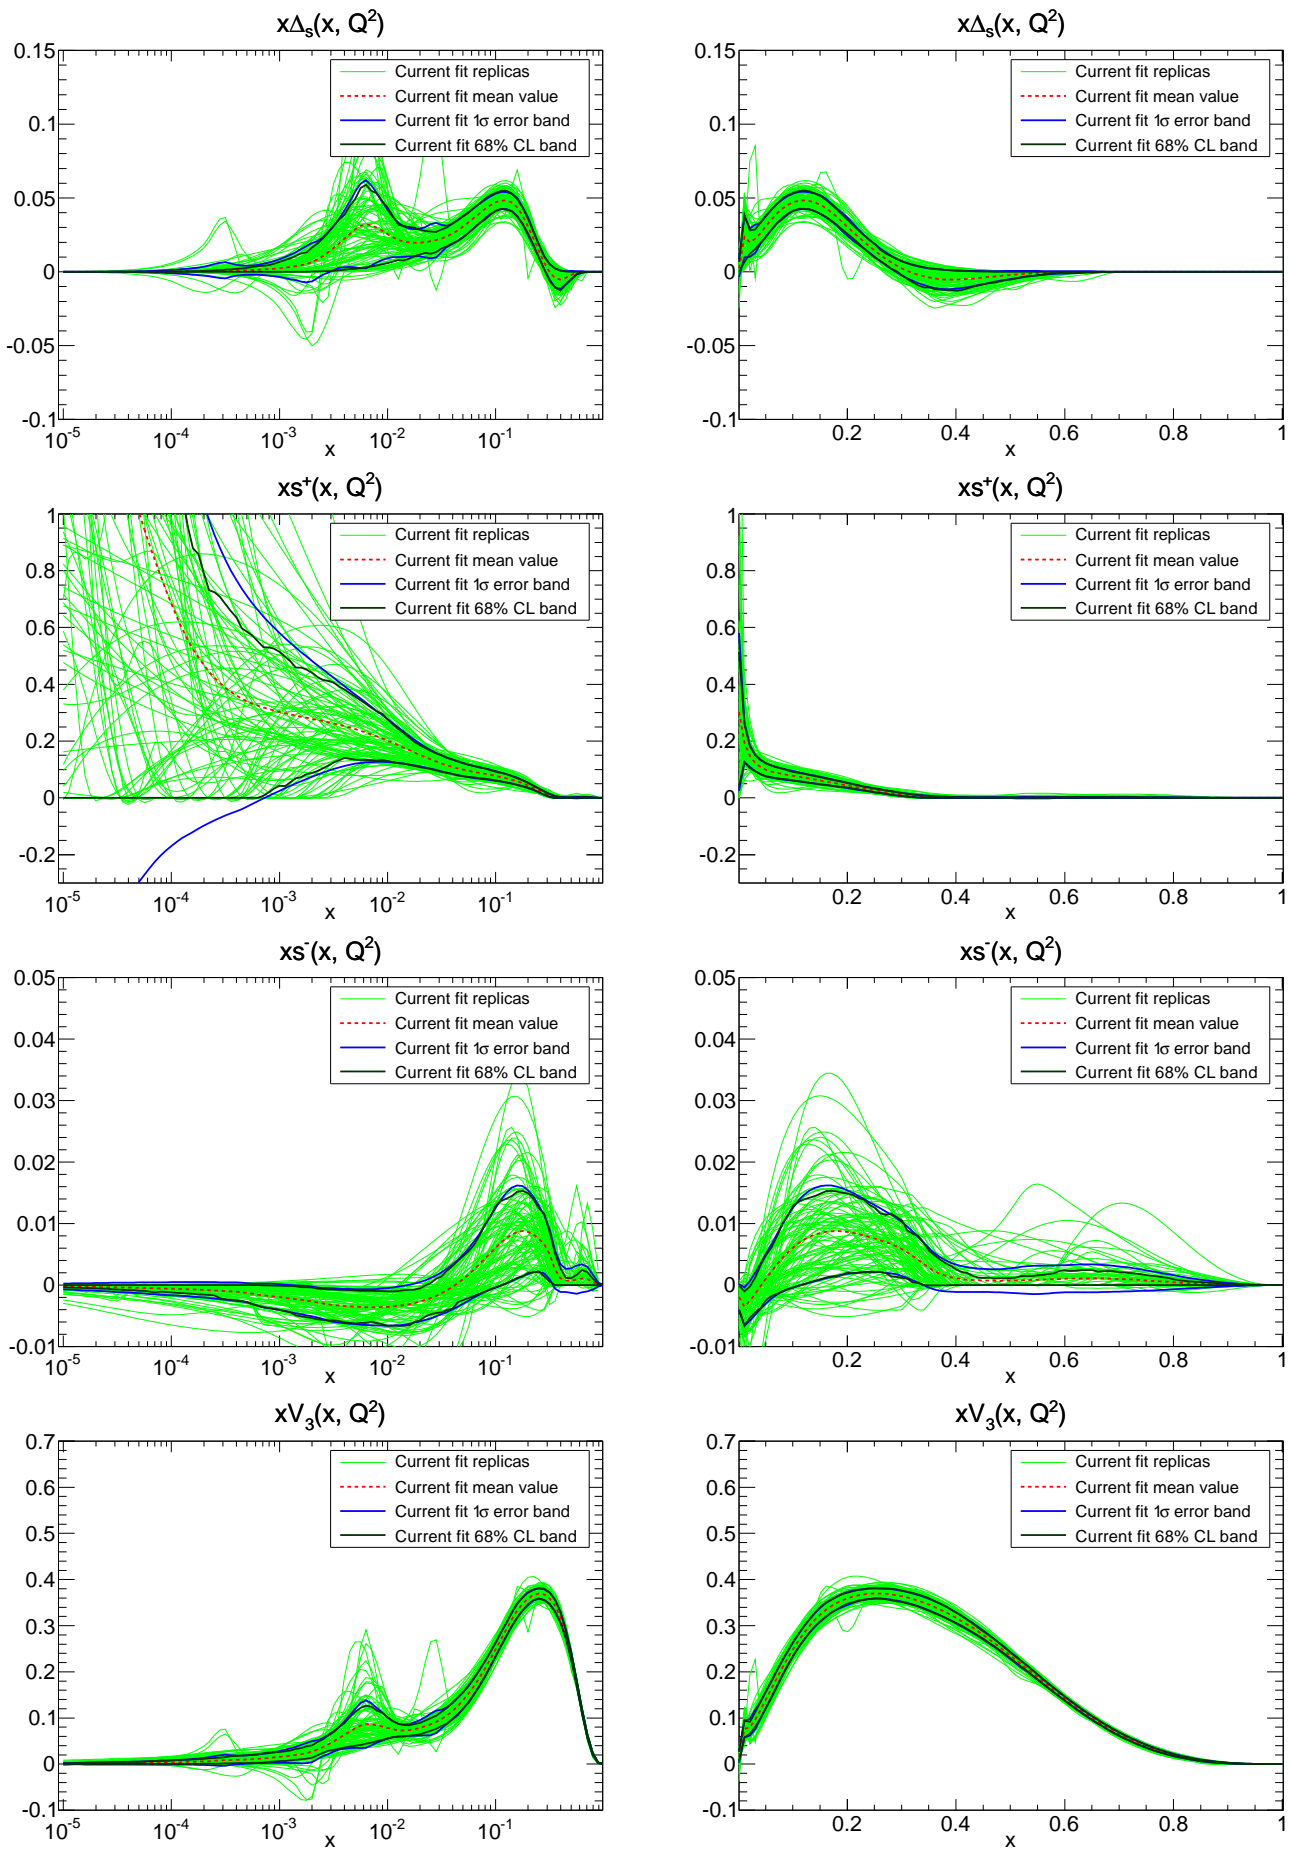 xΔₛ(x, Q²)
0.15
0.1
0.05
0
-0.05
-0.1
Current fit replicas
Current fit mean value
Current fit 1σ error band
Current fit 68% CL band
10⁻⁵ 10⁻⁴ 10⁻³ 10⁻² 10⁻¹
x
xΔₛ(x, Q²)
0.15
0.1
0.05
0
-0.05
-0.1
Current fit replicas
Current fit mean value
Current fit 1σ error band
Current fit 68% CL band
0.2 0.4 0.6 0.8 1
x
xs⁺(x, Q²)
1
0.8
0.6
0.4
0.2
0
-0.2
Current fit replicas
Current fit mean value
Current fit 1σ error band
Current fit 68% CL band
10⁻⁵ 10⁻⁴ 10⁻³ 10⁻² 10⁻¹
x
xs⁺(x, Q²)
1
0.8
0.6
0.4
0.2
0
-0.2
Current fit replicas
Current fit mean value
Current fit 1σ error band
Current fit 68% CL band
0.2 0.4 0.6 0.8 1
x
xs⁻(x, Q²)
0.05
0.04
0.03
0.02
0.01
0
-0.01
Current fit replicas
Current fit mean value
Current fit 1σ error band
Current fit 68% CL band
10⁻⁵ 10⁻⁴ 10⁻³ 10⁻² 10⁻¹
x
xs⁻(x, Q²)
0.05
0.04
0.03
0.02
0.01
0
-0.01
Current fit replicas
Current fit mean value
Current fit 1σ error band
Current fit 68% CL band
0.2 0.4 0.6 0.8 1
x
xV₃(x, Q²)
0.7
0.6
0.5
0.4
0.3
0.2
0.1
0
-0.1
Current fit replicas
Current fit mean value
Current fit 1σ error band
Current fit 68% CL band
10⁻⁵ 10⁻⁴ 10⁻³ 10⁻² 10⁻¹
x
xV₃(x, Q²)
0.7
0.6
0.5
0.4
0.3
0.2
0.1
0
-0.1
Current fit replicas
Current fit mean value
Current fit 1σ error band
Current fit 68% CL band
0.2 0.4 0.6 0.8 1
x